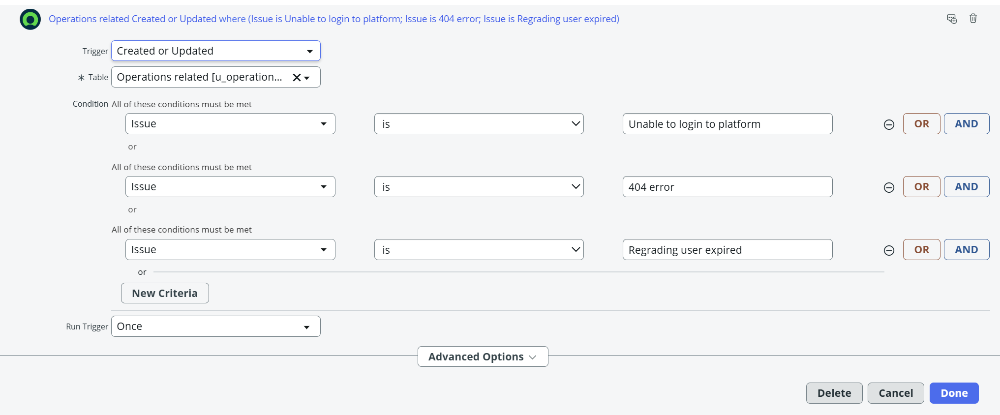 Operations related Created or Updated where (Issue is Unable to login to platform; Issue is 404 error; Issue is Regrading user expired)
Trigger Created or Updated
* Table Operations related [u_operation...
Condition All of these conditions must be met
Issue is Unable to login to platform OR AND
or
All of these conditions must be met
Issue is 404 error OR AND
or
All of these conditions must be met
Issue is Regrading user expired OR AND
or
New Criteria
Run Trigger Once
Advanced Options
Delete Cancel Done